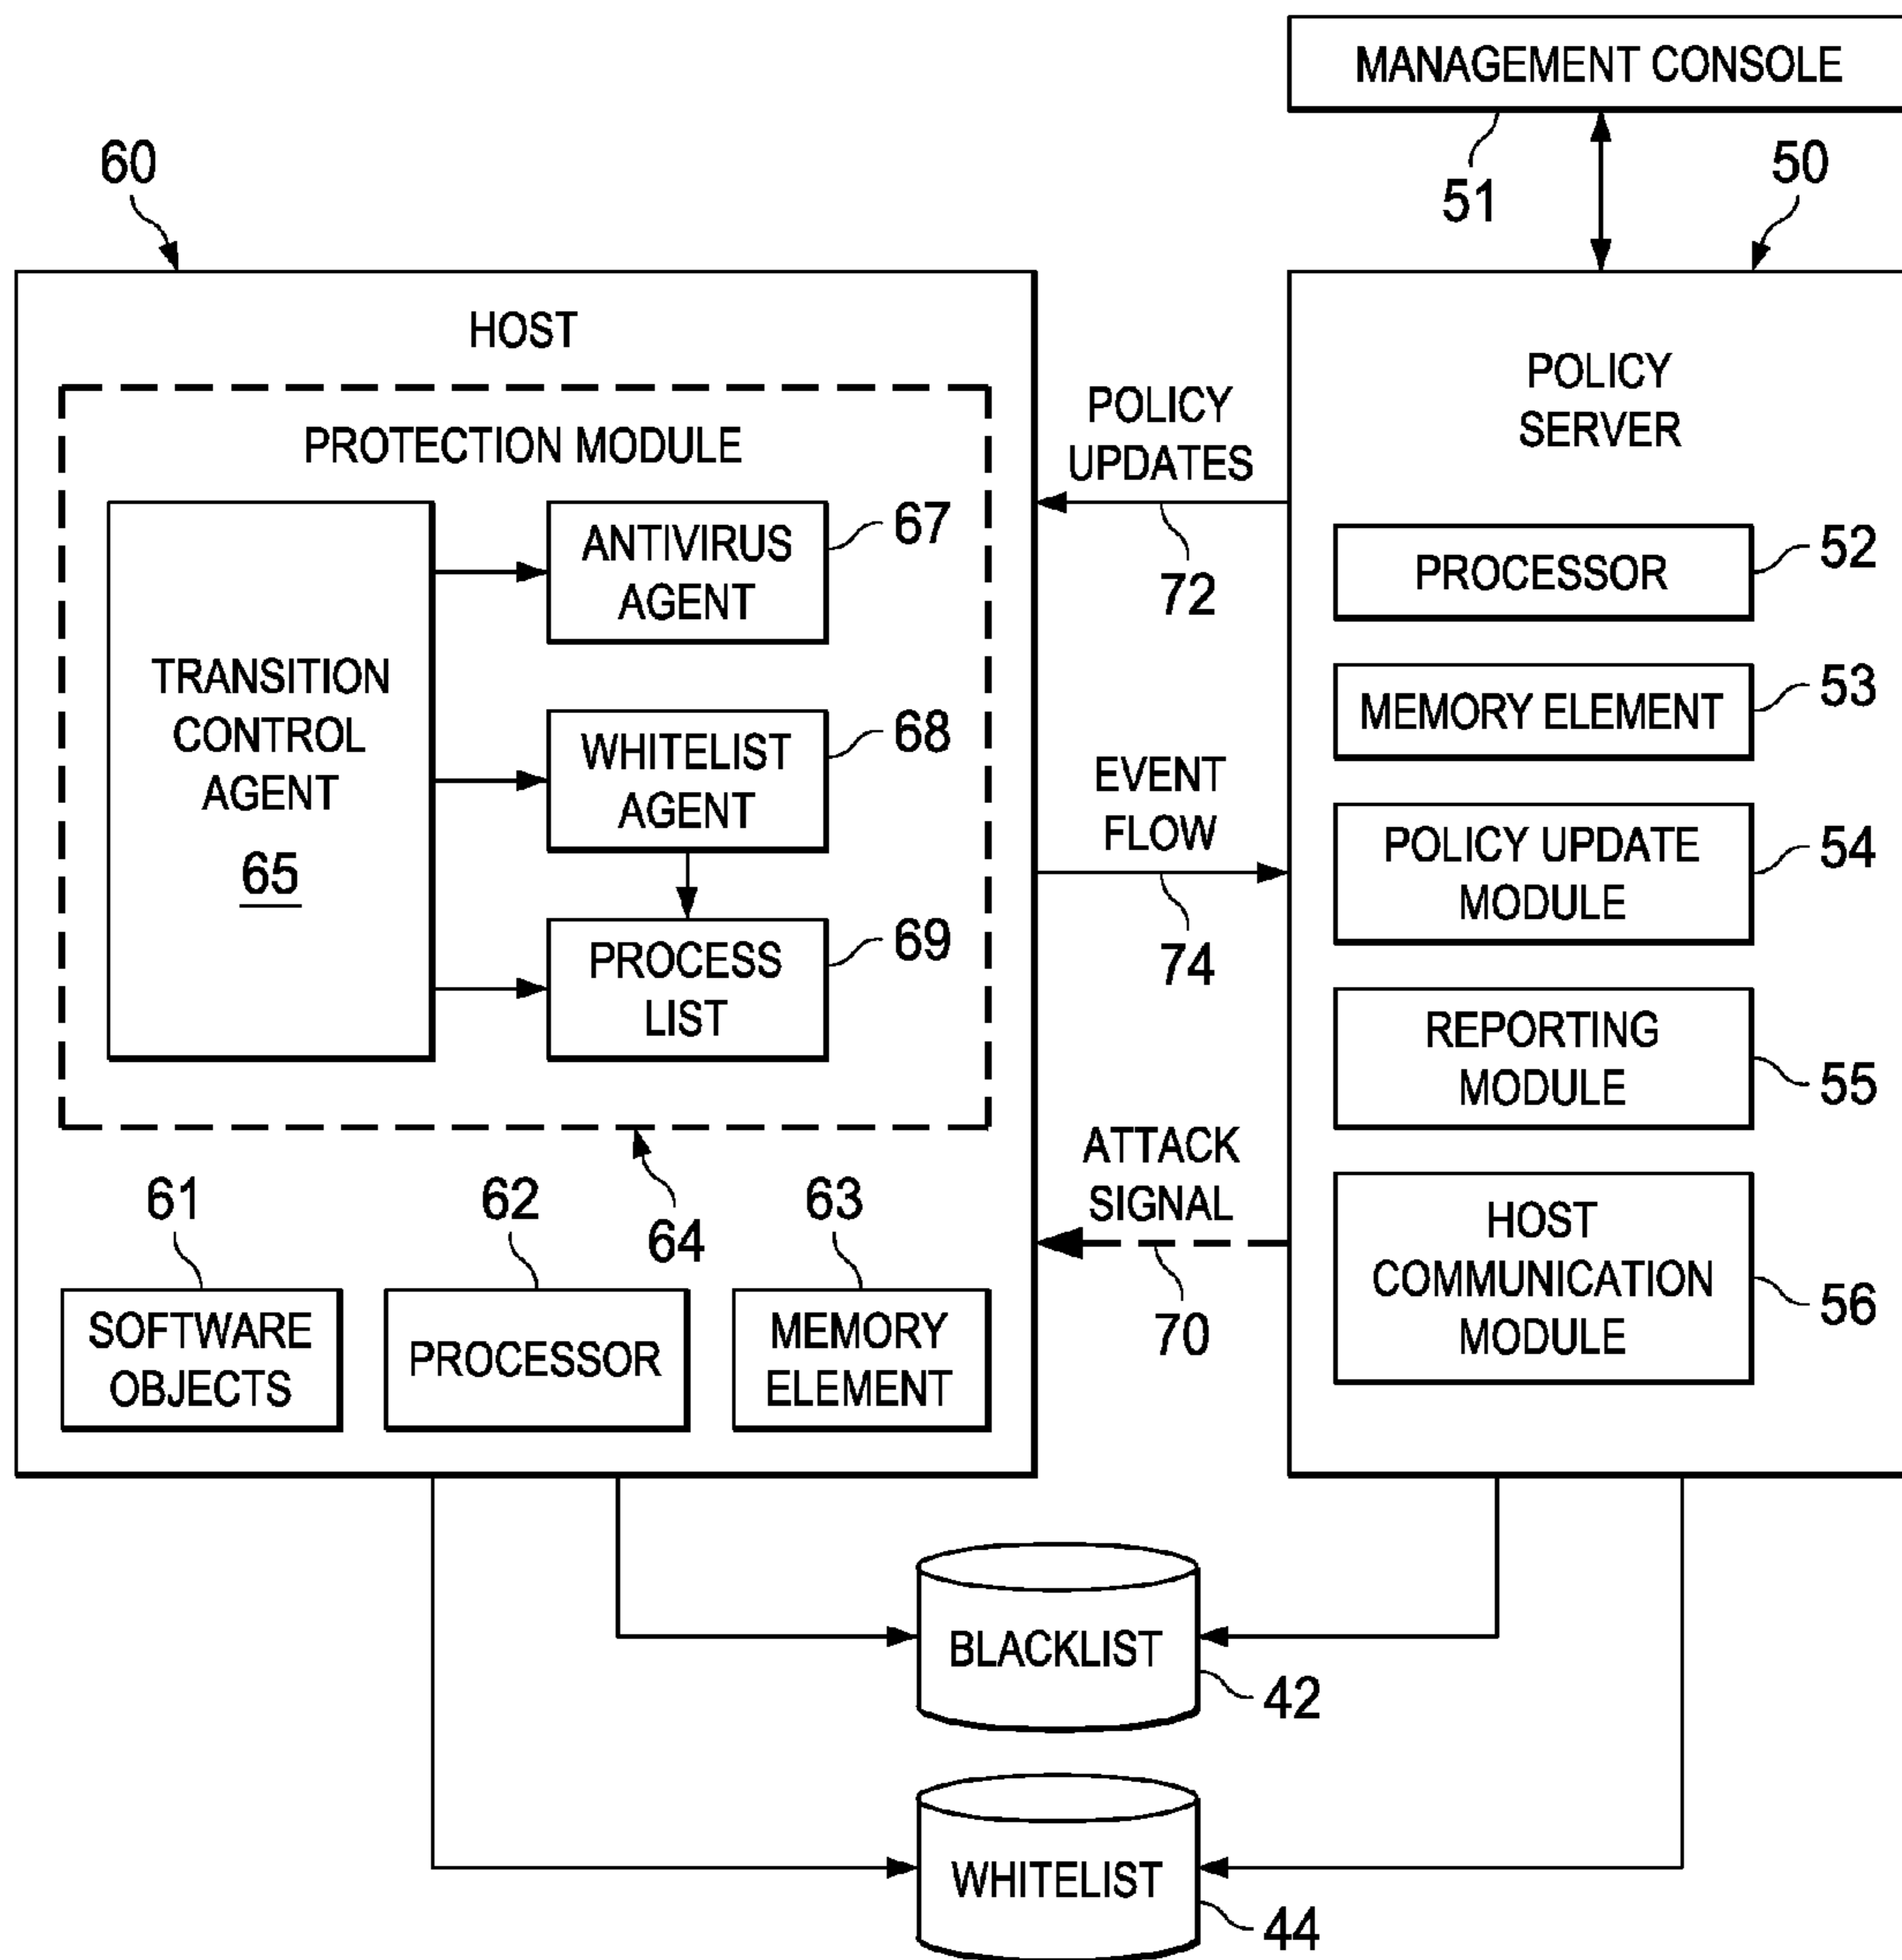 MANAGEMENT CONSOLE
51
60
50
HOST
PROTECTION MODULE
TRANSITION
CONTROL
AGENT
65
ANTIVIRUS
AGENT
67
WHITELIST
AGENT
68
PROCESS
LIST
69
64
61
SOFTWARE
OBJECTS
62
PROCESSOR
63
MEMORY
ELEMENT
POLICY
UPDATES
72
EVENT
FLOW
74
ATTACK
SIGNAL
70
POLICY
SERVER
PROCESSOR
52
MEMORY ELEMENT
53
POLICY UPDATE
MODULE
54
REPORTING
MODULE
55
HOST
COMMUNICATION
MODULE
56
BLACKLIST
42
WHITELIST
44